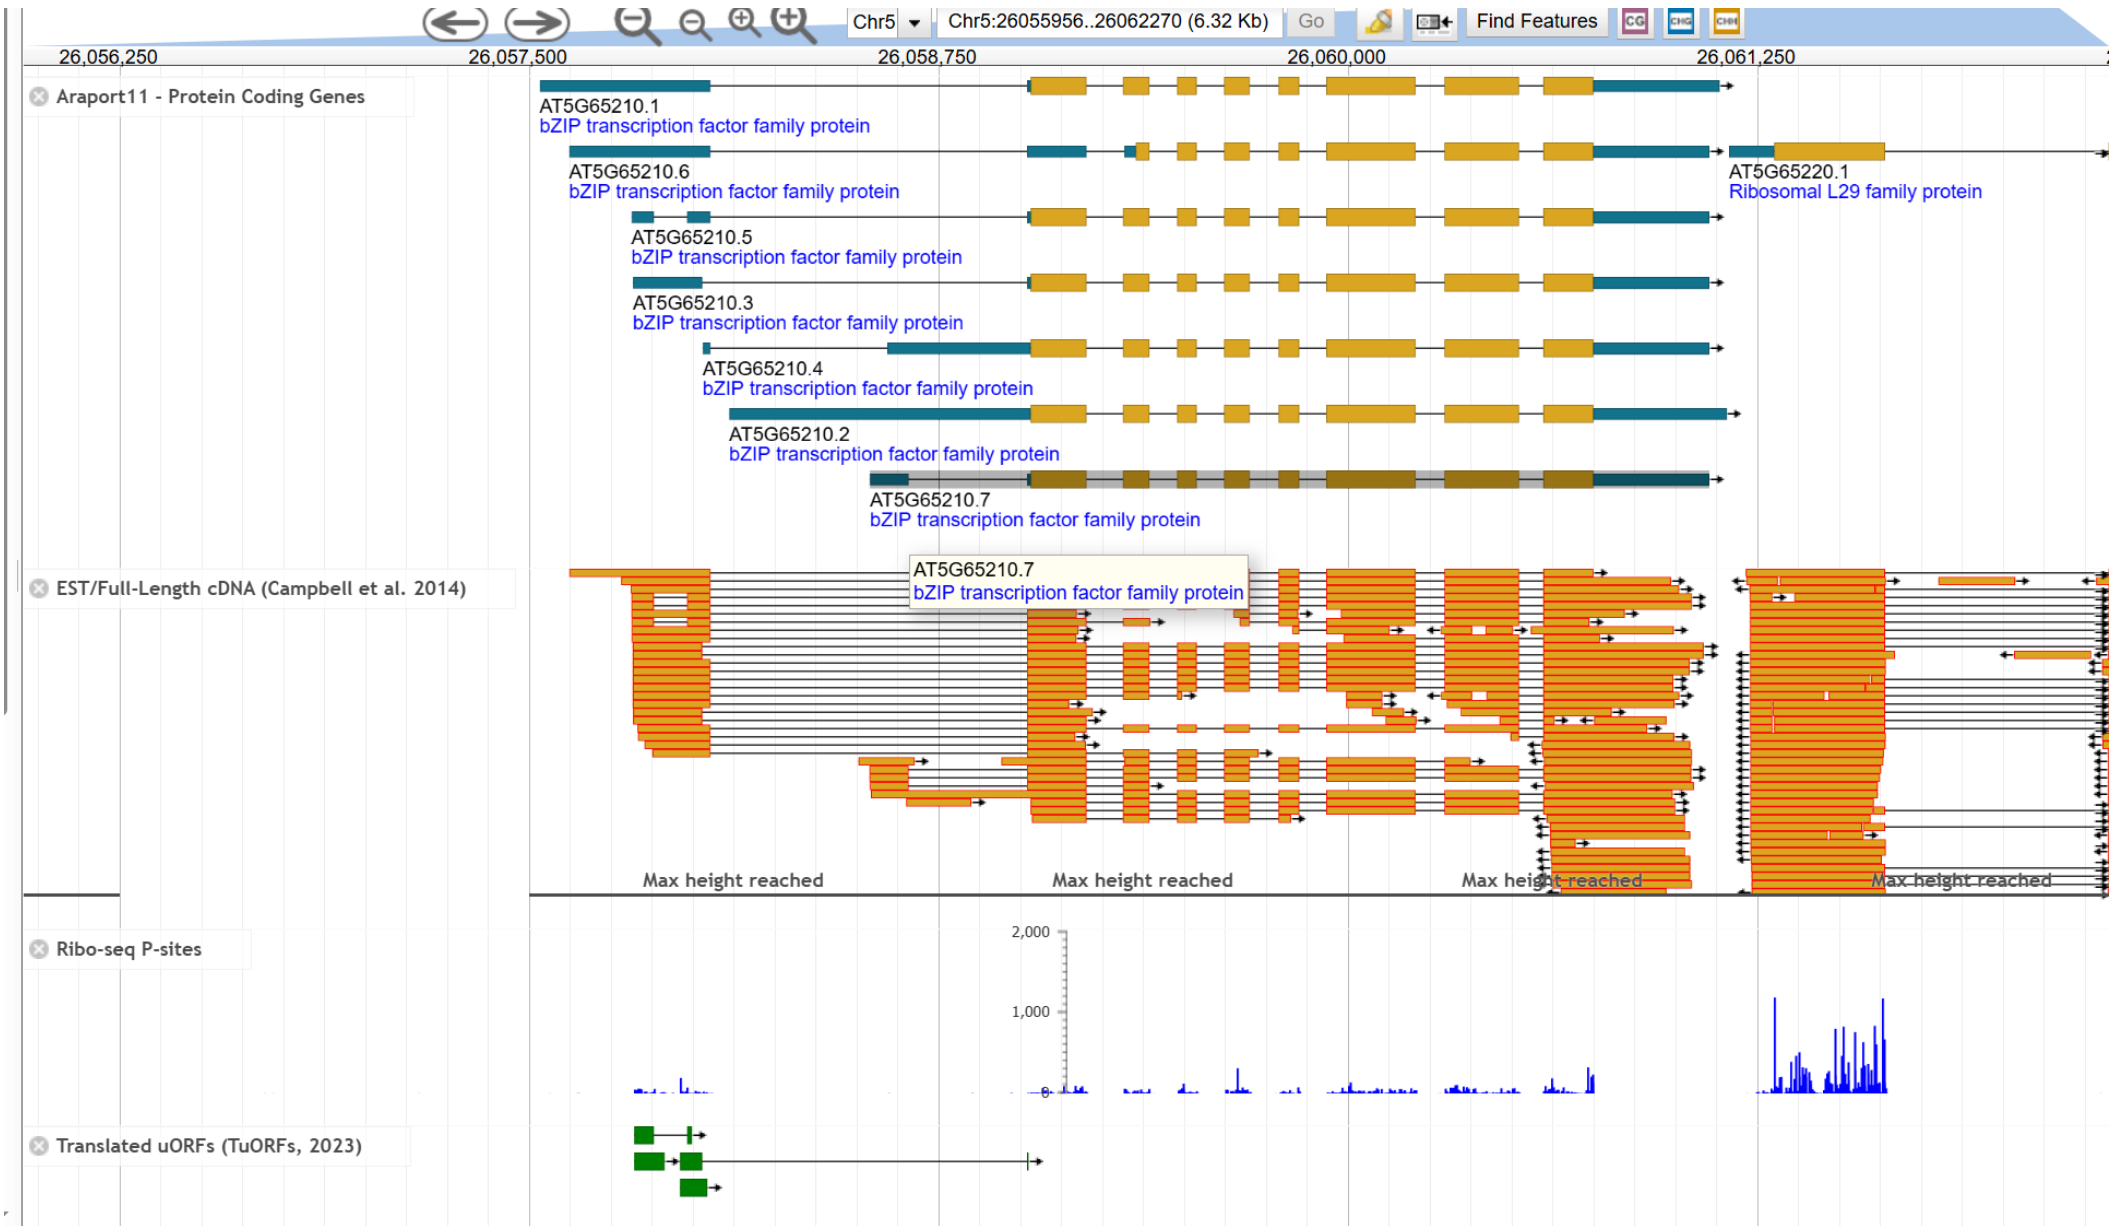 Chr5
Chr5:26055956..26062270 (6.32 Kb)
Go
Find Features
CG
CHG
CHH
26,056,250
26,057,500
26,058,750
26,060,000
26,061,250
Araport11 - Protein Coding Genes
AT5G65210.1
bZIP transcription factor family protein
AT5G65210.6
bZIP transcription factor family protein
AT5G65220.1
Ribosomal L29 family protein
AT5G65210.5
bZIP transcription factor family protein
AT5G65210.3
bZIP transcription factor family protein
AT5G65210.4
bZIP transcription factor family protein
AT5G65210.2
bZIP transcription factor family protein
AT5G65210.7
bZIP transcription factor family protein
AT5G65210.7
bZIP transcription factor family protein
EST/Full-Length cDNA (Campbell et al. 2014)
Max height reached
Max height reached
Max height reached
Max height reached
Ribo-seq P-sites
2,000
1,000
0
Translated uORFs (TuORFs, 2023)